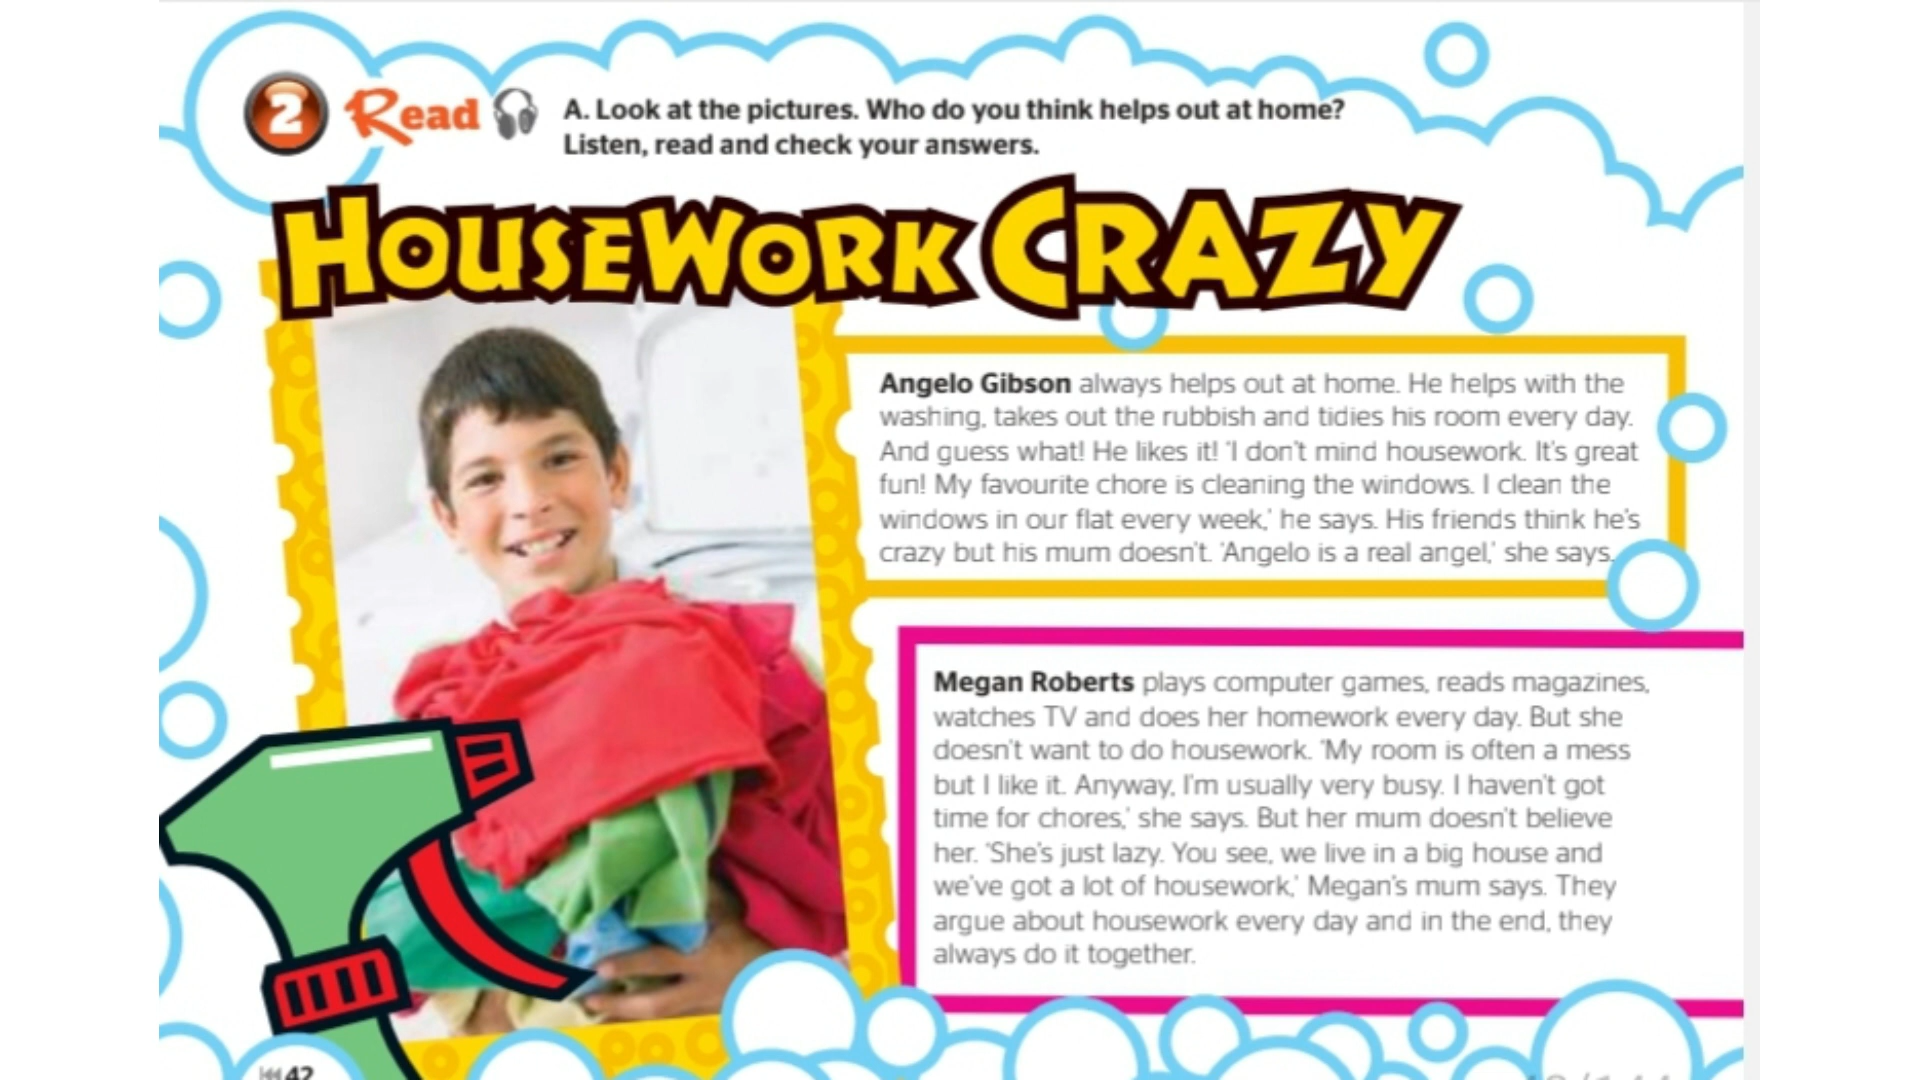 2 Read A. Look at the pictures. Who do you think helps out at home?
Listen, read and check your answers.
HOUSEWORK CRAZY
Angelo Gibson always helps out at home. He helps with the
washing, takes out the rubbish and tidies his room every day.
And guess what! He likes it! 'I don't mind housework. It's great
fun! My favourite chore is cleaning the windows. I clean the
windows in our flat every week,' he says. His friends think he's
crazy but his mum doesn't. 'Angelo is a real angel,' she says.
Megan Roberts plays computer games, reads magazines,
watches TV and does her homework every day. But she
doesn't want to do housework. 'My room is often a mess
but I like it. Anyway, I'm usually very busy. I haven't got
time for chores,' she says. But her mum doesn't believe
her. 'She's just lazy. You see, we live in a big house and
we've got a lot of housework,' Megan's mum says. They
argue about housework every day and in the end, they
always do it together.
42